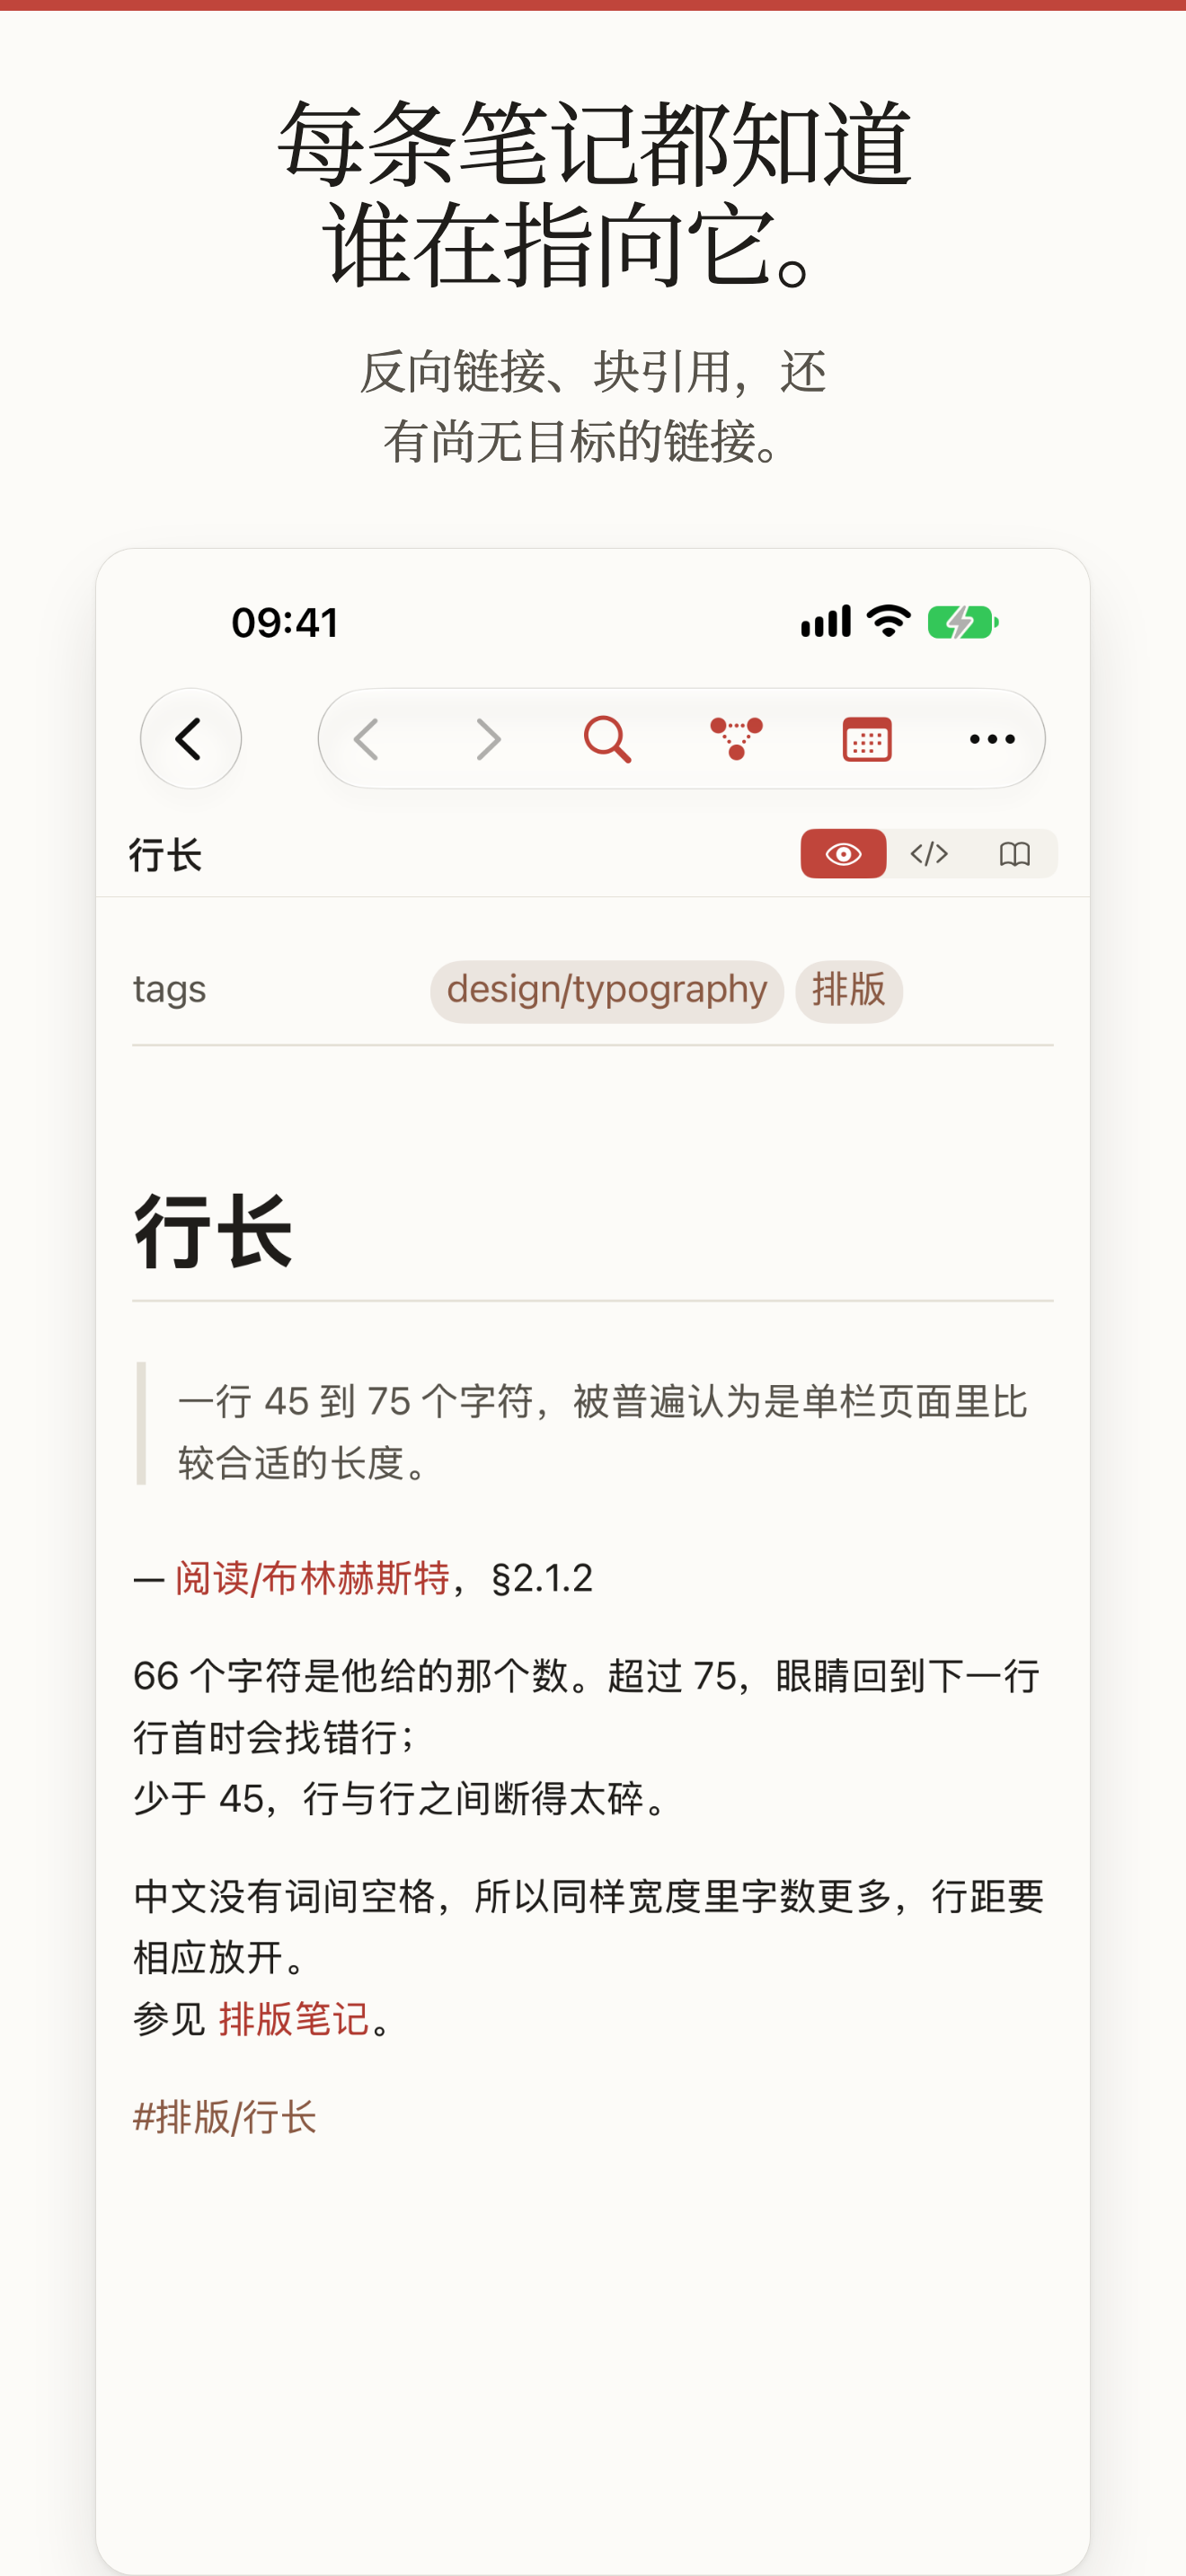 每条笔记都知道
谁在指向它。
反向链接、块引用，还
有尚无目标的链接。
09:41
行长
tags
design/typography 排版
行长
一行 45 到 75 个字符，被普遍认为是单栏页面里比
较合适的长度。
— 阅读/布林赫斯特，§2.1.2
66 个字符是他给的那个数。超过 75，眼睛回到下一行
行首时会找错行；
少于 45，行与行之间断得太碎。
中文没有词间空格，所以同样宽度里字数更多，行距要
相应放开。
参见 排版笔记。
#排版/行长